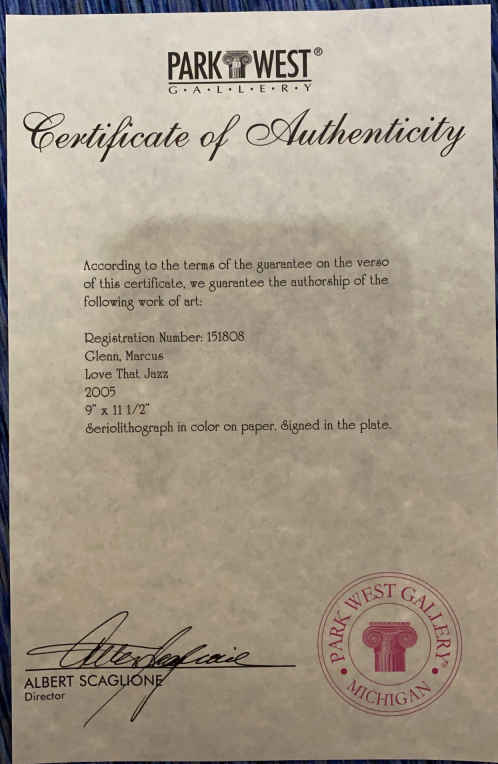 PARK WEST®
G·A·L·L·E·R·Y
Certificate of Authenticity
According to the terms of the guarantee on the verso
of this certificate, we guarantee the authorship of the
following work of art:
Registration Number: 151808
Glenn, Marcus
Love That Jazz
2005
9" x 11 1/2"
Seriolithograph in color on paper. Signed in the plate.
Albert Scaglione
ALBERT SCAGLIONE
Director
PARK WEST GALLERY
MICHIGAN